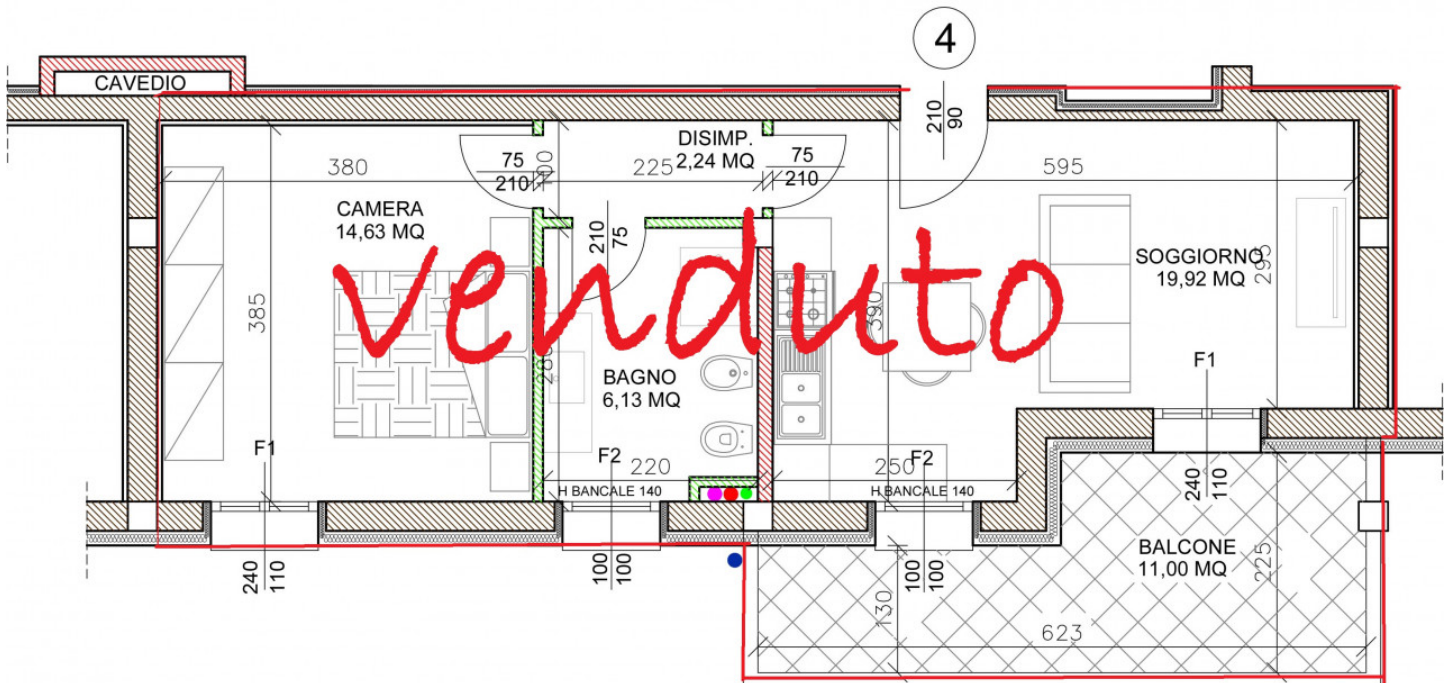 4
CAVEDIO
210
90
DISIMP.
2,24 MQ
75
210
100
225
75
210
380
595
CAMERA
14,63 MQ
210
75
SOGGIORNO
19,92 MQ
295
venduto
385
390
280
BAGNO
6,13 MQ
F1
F1
F2
220
250
F2
H BANCALE 140
H BANCALE 140
240
110
100
100
100
100
240
110
BALCONE
11,00 MQ
225
130
623